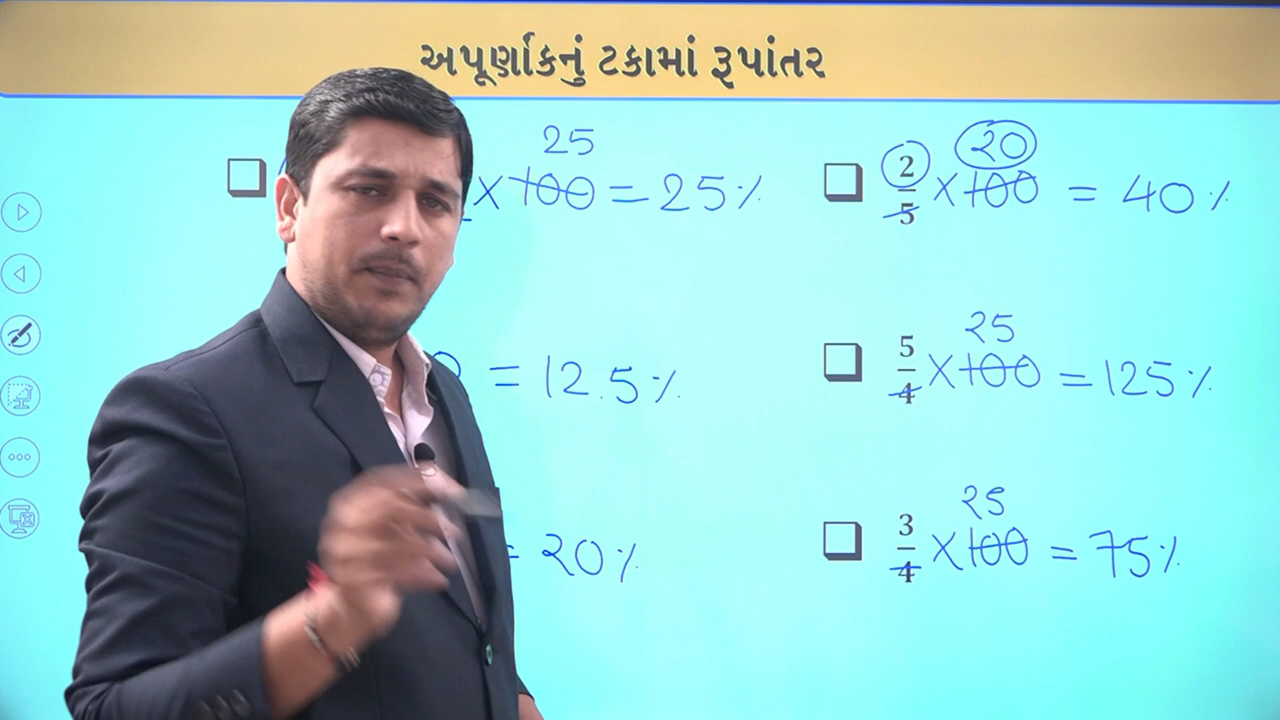 અપૂર્ણાંકનું ટકામાં રૂપાંતર
25
× 100 = 25%
= 12.5%
= 20%
20
2/5 × 100 = 40%
25
5/4 × 100 = 125%
25
3/4 × 100 = 75%